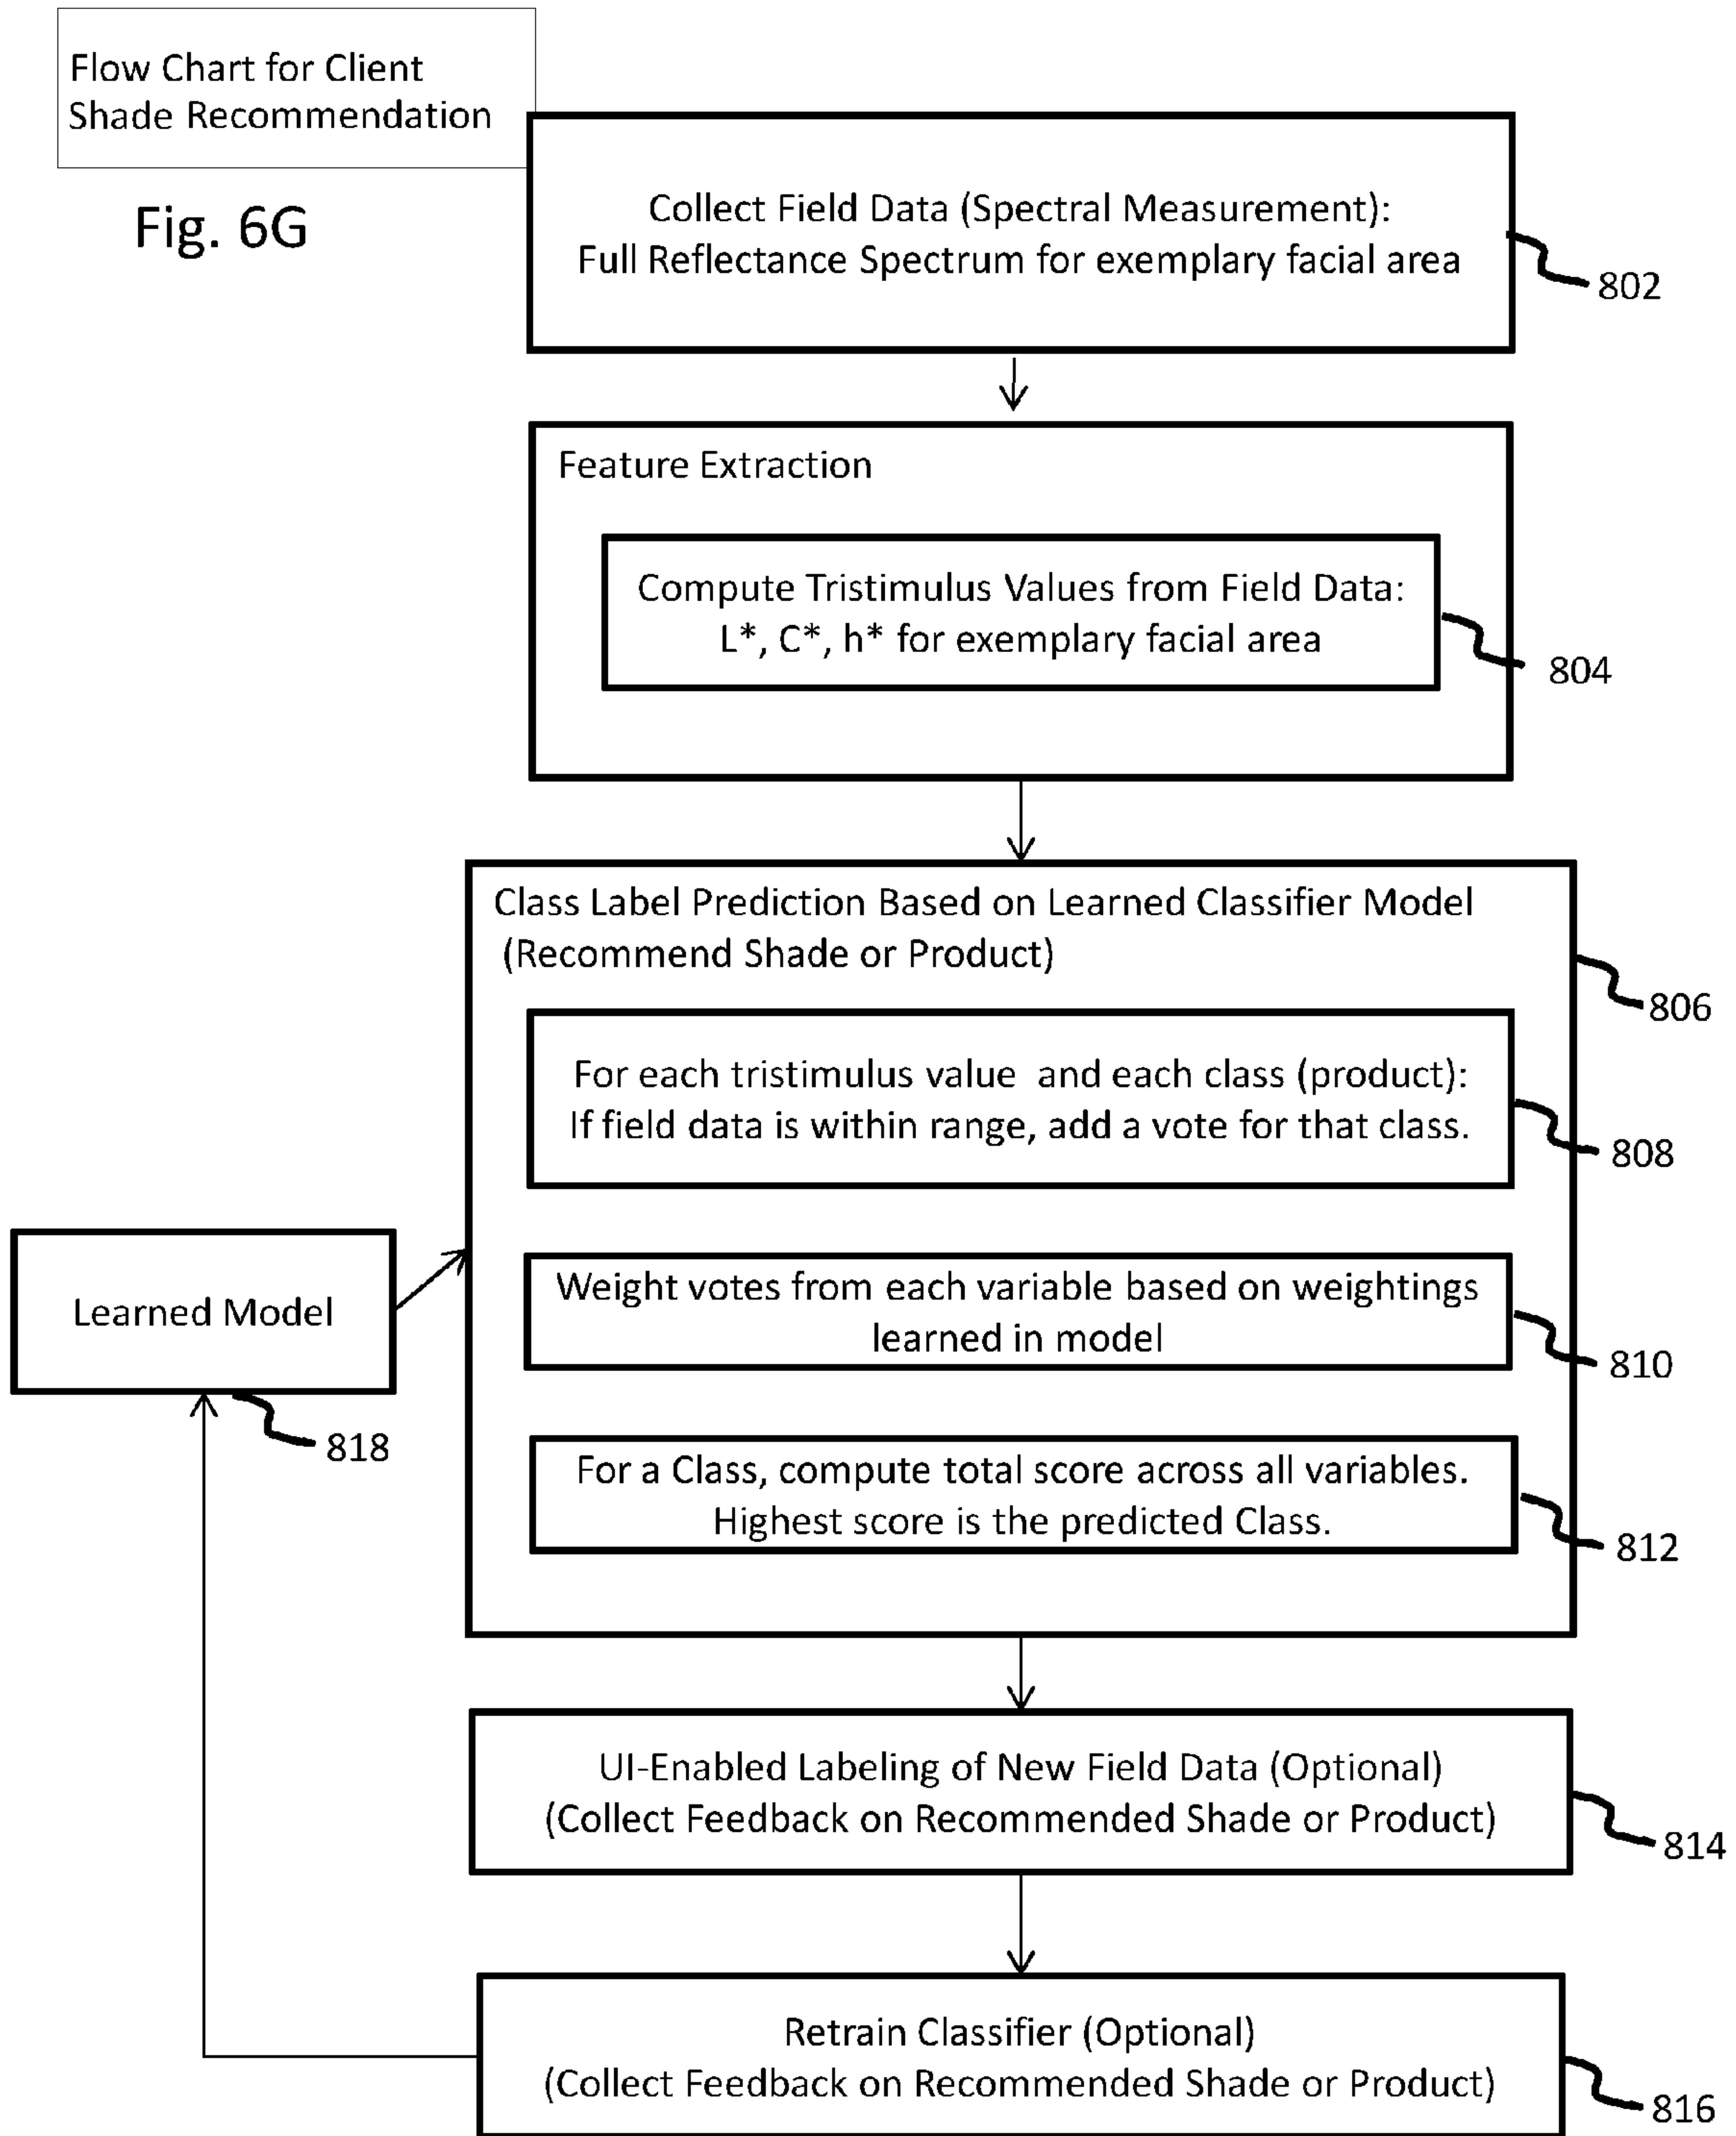 Flow Chart for Client
Shade Recommendation
Fig. 6G
Collect Field Data (Spectral Measurement):
Full Reflectance Spectrum for exemplary facial area
802
Feature Extraction
Compute Tristimulus Values from Field Data:
L*, C*, h* for exemplary facial area
804
Class Label Prediction Based on Learned Classifier Model
(Recommend Shade or Product)
806
For each tristimulus value and each class (product):
If field data is within range, add a vote for that class.
808
Learned Model
818
Weight votes from each variable based on weightings
learned in model
810
For a Class, compute total score across all variables.
Highest score is the predicted Class.
812
UI-Enabled Labeling of New Field Data (Optional)
(Collect Feedback on Recommended Shade or Product)
814
Retrain Classifier (Optional)
(Collect Feedback on Recommended Shade or Product)
816